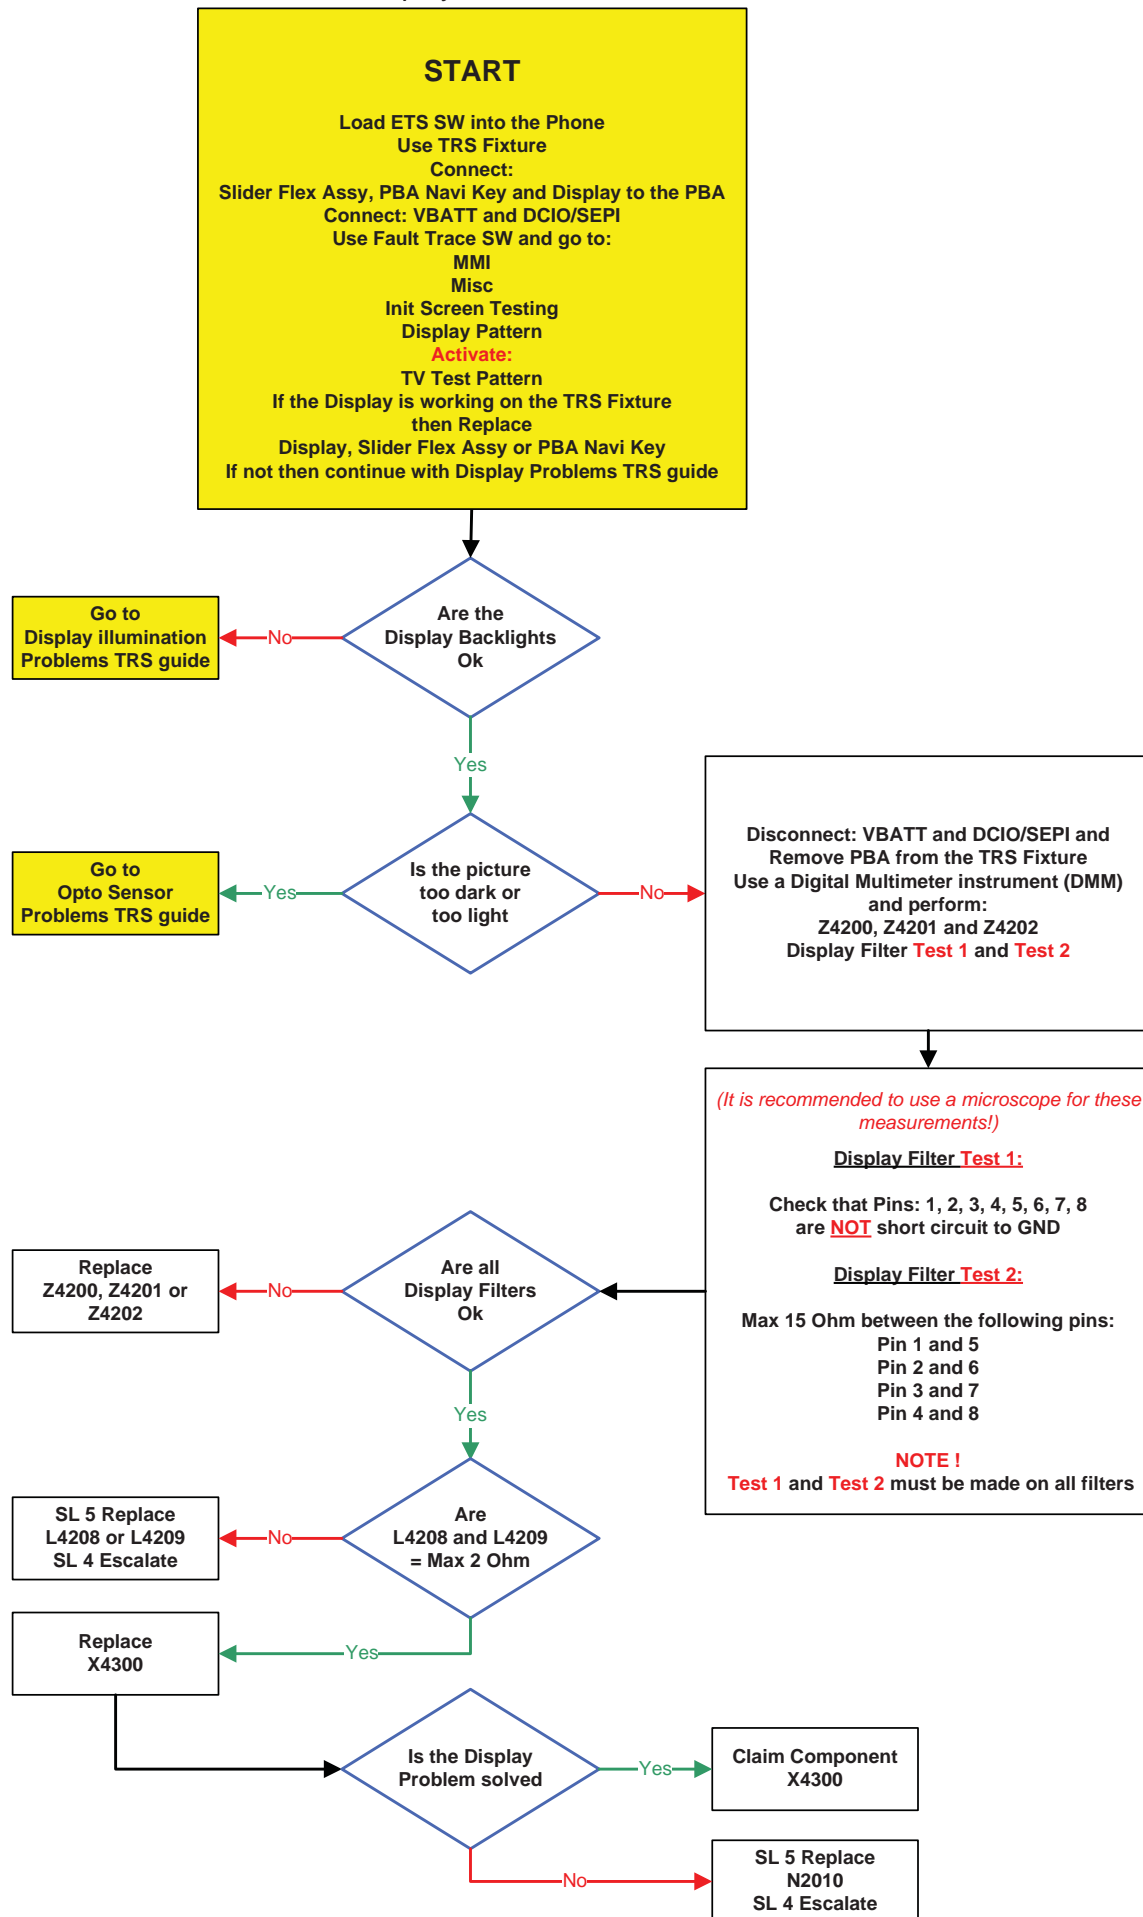 START
Load ETS SW into the Phone
Use TRS Fixture
Connect:
Slider Flex Assy, PBA Navi Key and Display to the PBA
Connect: VBATT and DCIO/SEPI
Use Fault Trace SW and go to:
MMI
Misc
Init Screen Testing
Display Pattern
Activate:
TV Test Pattern
If the Display is working on the TRS Fixture
then Replace
Display, Slider Flex Assy or PBA Navi Key
If not then continue with Display Problems TRS guide
Are the
Display Backlights
Ok
No
Go to
Display illumination
Problems TRS guide
Yes
Is the picture
too dark or
too light
Yes
Go to
Opto Sensor
Problems TRS guide
No
Disconnect: VBATT and DCIO/SEPI and
Remove PBA from the TRS Fixture
Use a Digital Multimeter instrument (DMM)
and perform:
Z4200, Z4201 and Z4202
Display Filter Test 1 and Test 2
(It is recommended to use a microscope for these
measurements!)
Display Filter Test 1:
Check that Pins: 1, 2, 3, 4, 5, 6, 7, 8
are NOT short circuit to GND
Display Filter Test 2:
Max 15 Ohm between the following pins:
Pin 1 and 5
Pin 2 and 6
Pin 3 and 7
Pin 4 and 8
NOTE !
Test 1 and Test 2 must be made on all filters
Are all
Display Filters
Ok
No
Replace
Z4200, Z4201 or
Z4202
Yes
Are
L4208 and L4209
= Max 2 Ohm
No
SL 5 Replace
L4208 or L4209
SL 4 Escalate
Yes
Replace
X4300
Is the Display
Problem solved
Yes
Claim Component
X4300
No
SL 5 Replace
N2010
SL 4 Escalate